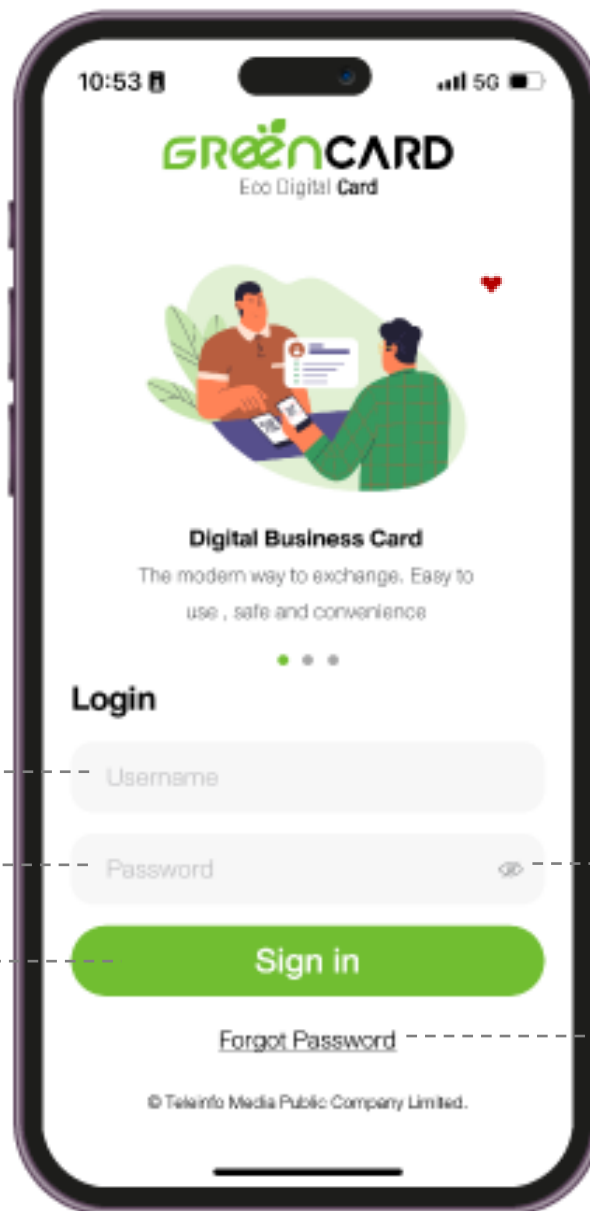 10:53
5G
GREENCARD
Eco Digital Card
Digital Business Card
The modern way to exchange. Easy to
use , safe and convenience
Login
Username
Password
Sign in
Forgot Password
© Teleinfo Media Public Company Limited.